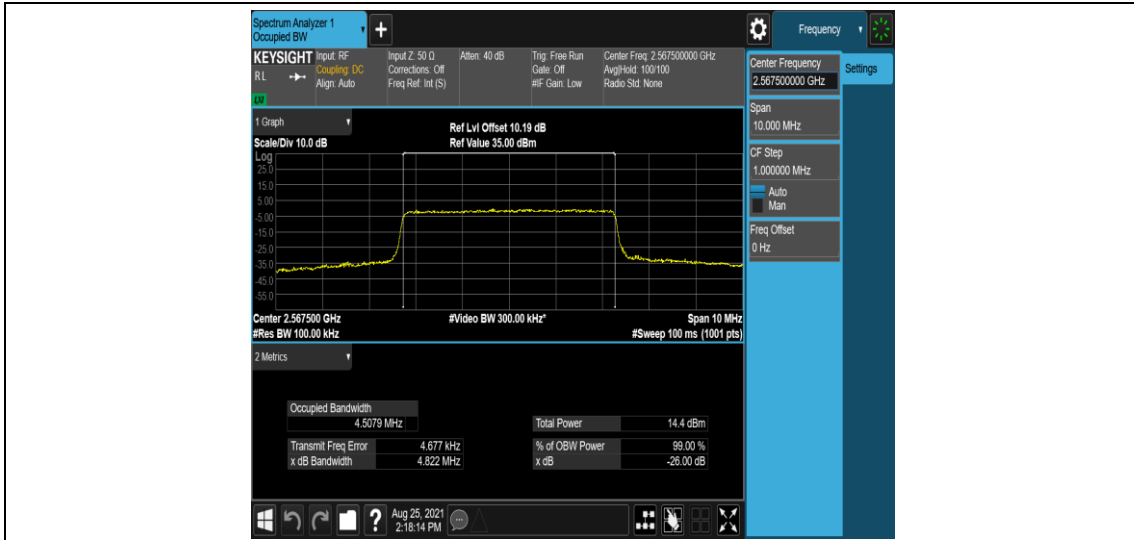 Spectrum Analyzer 1
Occupied BW
+
Frequency
KEYSIGHT
RL
Input: RF
Coupling: DC
Align: Auto
Input Z: 50 Ω
Corrections: Off
Freq Ref: Int (S)
Atten: 40 dB
Trig: Free Run
Gate: Off
#IF Gain: Low
Center Freq: 2.567500000 GHz
Avg|Hold: 100/100
Radio Std: None
Center Frequency
2.567500000 GHz
Settings
Span
10.000 MHz
CF Step
1.000000 MHz
Auto
Man
Freq Offset
0 Hz
1 Graph
Scale/Div 10.0 dB
Ref Lvl Offset 10.19 dB
Ref Value 35.00 dBm
Log
25.0
15.0
5.00
-5.00
-15.0
-25.0
-35.0
-45.0
-55.0
Center 2.567500 GHz
#Video BW 300.00 kHz*
Span 10 MHz
#Res BW 100.00 kHz
#Sweep 100 ms (1001 pts)
2 Metrics
Occupied Bandwidth
4.5079 MHz
Total Power 14.4 dBm
Transmit Freq Error 4.677 kHz
% of OBW Power 99.00 %
x dB Bandwidth 4.822 MHz
x dB -26.00 dB
?
Aug 25, 2021
2:18:14 PM